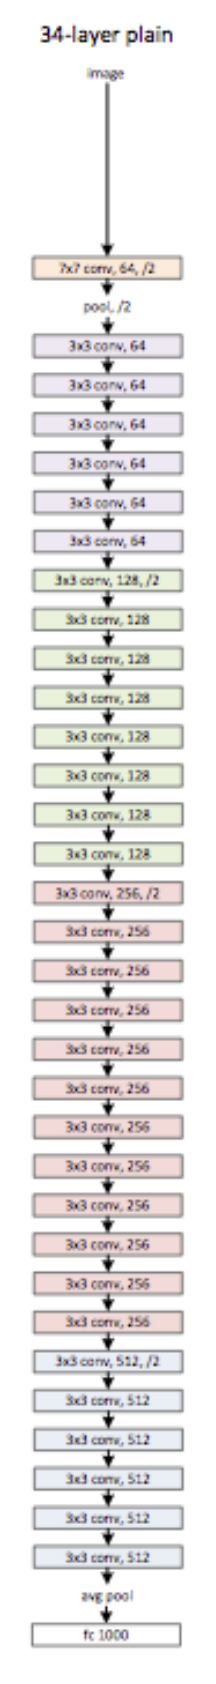 34-layer plain
image
7x7 conv, 64, /2
pool, /2
3x3 conv, 64
3x3 conv, 64
3x3 conv, 64
3x3 conv, 64
3x3 conv, 64
3x3 conv, 64
3x3 conv, 128, /2
3x3 conv, 128
3x3 conv, 128
3x3 conv, 128
3x3 conv, 128
3x3 conv, 128
3x3 conv, 128
3x3 conv, 128
3x3 conv, 256, /2
3x3 conv, 256
3x3 conv, 256
3x3 conv, 256
3x3 conv, 256
3x3 conv, 256
3x3 conv, 256
3x3 conv, 256
3x3 conv, 256
3x3 conv, 256
3x3 conv, 256
3x3 conv, 256
3x3 conv, 512, /2
3x3 conv, 512
3x3 conv, 512
3x3 conv, 512
3x3 conv, 512
3x3 conv, 512
avg pool
fc 1000